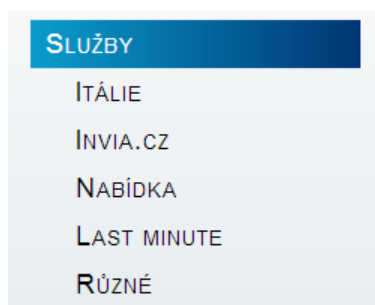 Služby
Itálie
Invia.cz
Nabídka
Last minute
Různé